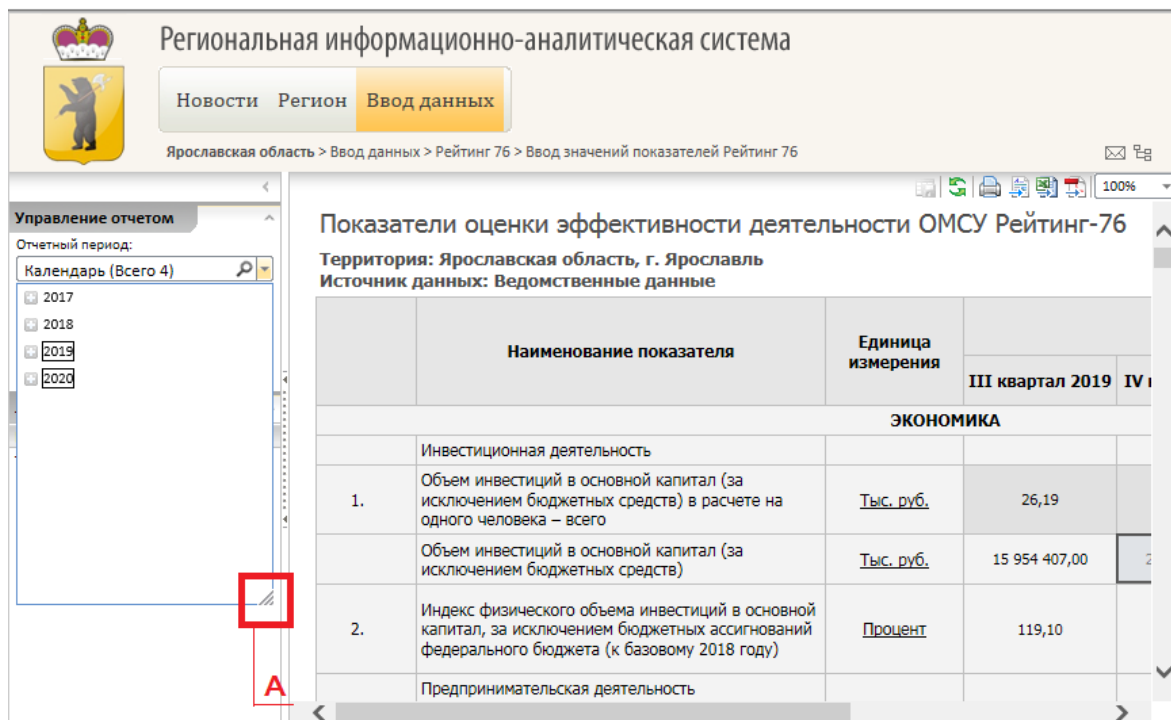 Региональная информационно-аналитическая система
Новости Регион Ввод данных
Ярославская область > Ввод данных > Рейтинг 76 > Ввод значений показателей Рейтинг 76
100%
Управление отчетом
Отчетный период:
Календарь (Всего 4)
2017
2018
2019
2020
A
Показатели оценки эффективности деятельности ОМСУ Рейтинг-76
Территория: Ярославская область, г. Ярославль
Источник данных: Ведомственные данные
Наименование показателя
Единица
измерения
III квартал 2019 IV
ЭКОНОМИКА
Инвестиционная деятельность
1.
Объем инвестиций в основной капитал (за
исключением бюджетных средств) в расчете на
одного человека – всего
Тыс. руб.
26,19
Объем инвестиций в основной капитал (за
исключением бюджетных средств)
Тыс. руб.
15 954 407,00
2
2.
Индекс физического объема инвестиций в основной
капитал, за исключением бюджетных ассигнований
федерального бюджета (к базовому 2018 году)
Процент
119,10
Предпринимательская деятельность